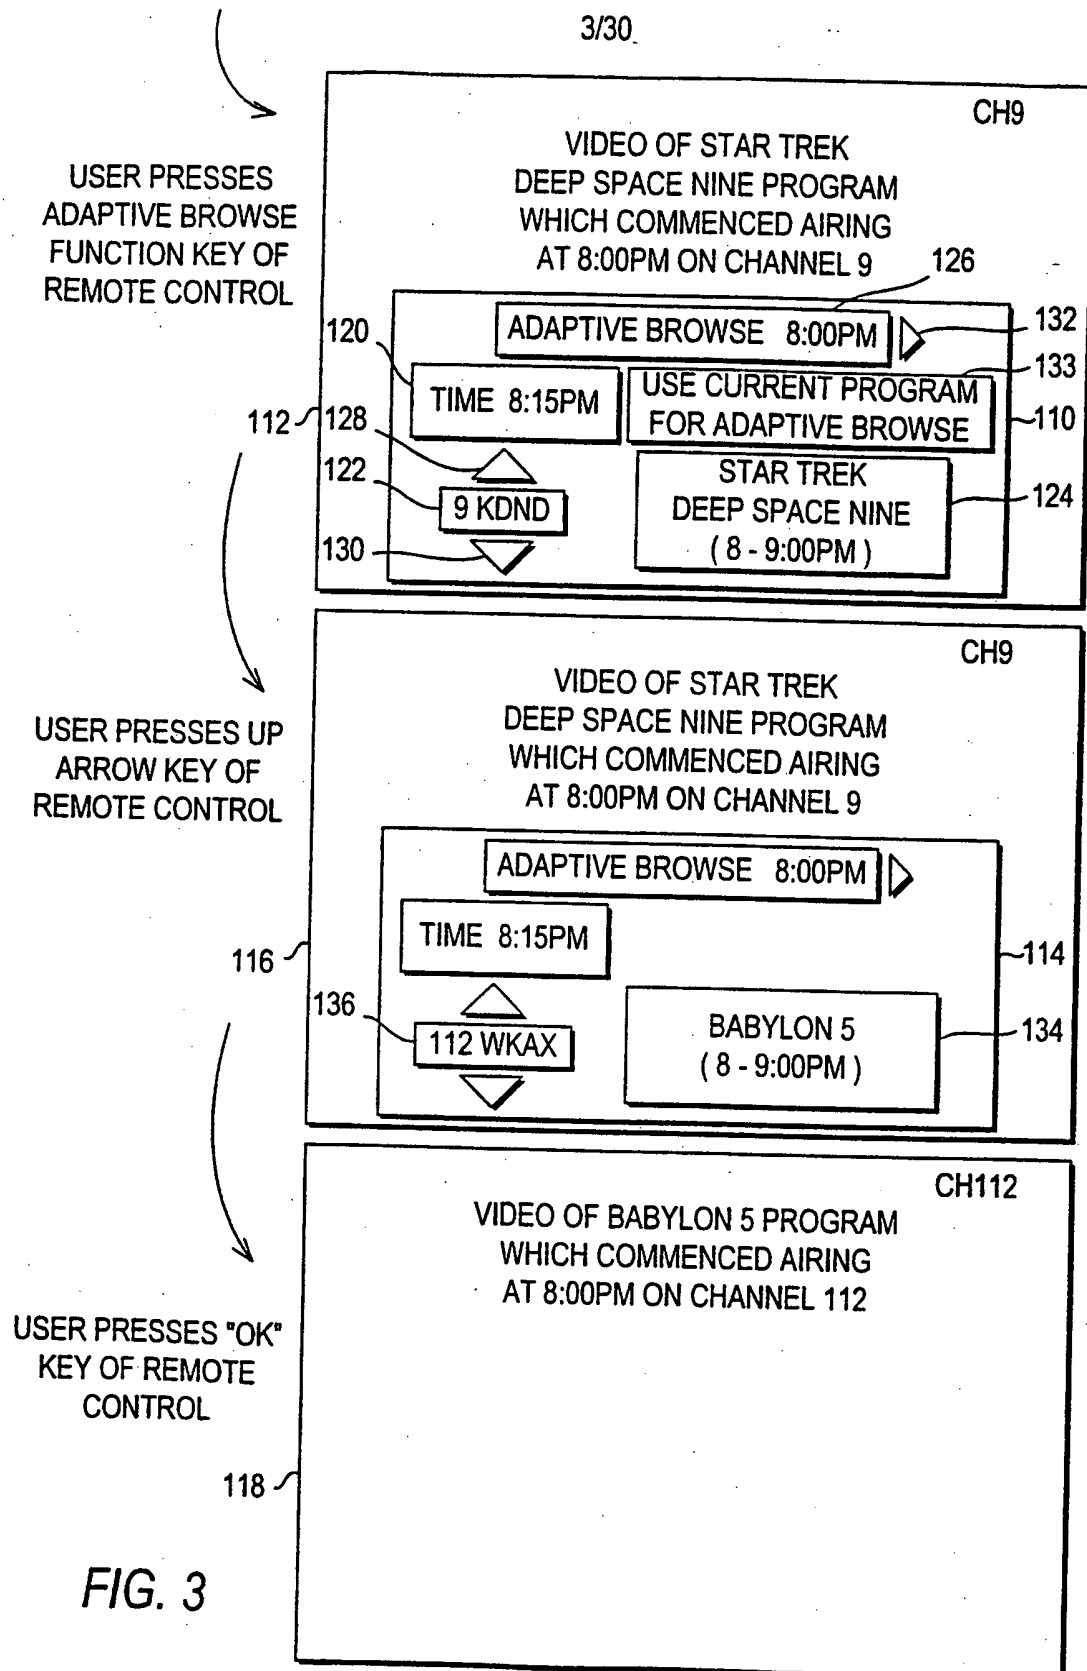 3/30
CH9
VIDEO OF STAR TREK
DEEP SPACE NINE PROGRAM
WHICH COMMENCED AIRING
AT 8:00PM ON CHANNEL 9
USER PRESSES
ADAPTIVE BROWSE
FUNCTION KEY OF
REMOTE CONTROL
126
ADAPTIVE BROWSE 8:00PM
132
120
133
TIME 8:15PM
USE CURRENT PROGRAM
FOR ADAPTIVE BROWSE
112
128
110
122
9 KDND
STAR TREK
DEEP SPACE NINE
( 8 - 9:00PM )
124
130
CH9
VIDEO OF STAR TREK
DEEP SPACE NINE PROGRAM
WHICH COMMENCED AIRING
AT 8:00PM ON CHANNEL 9
USER PRESSES UP
ARROW KEY OF
REMOTE CONTROL
ADAPTIVE BROWSE 8:00PM
TIME 8:15PM
116
114
136
112 WKAX
BABYLON 5
( 8 - 9:00PM )
134
CH112
VIDEO OF BABYLON 5 PROGRAM
WHICH COMMENCED AIRING
AT 8:00PM ON CHANNEL 112
USER PRESSES "OK"
KEY OF REMOTE
CONTROL
118
FIG. 3